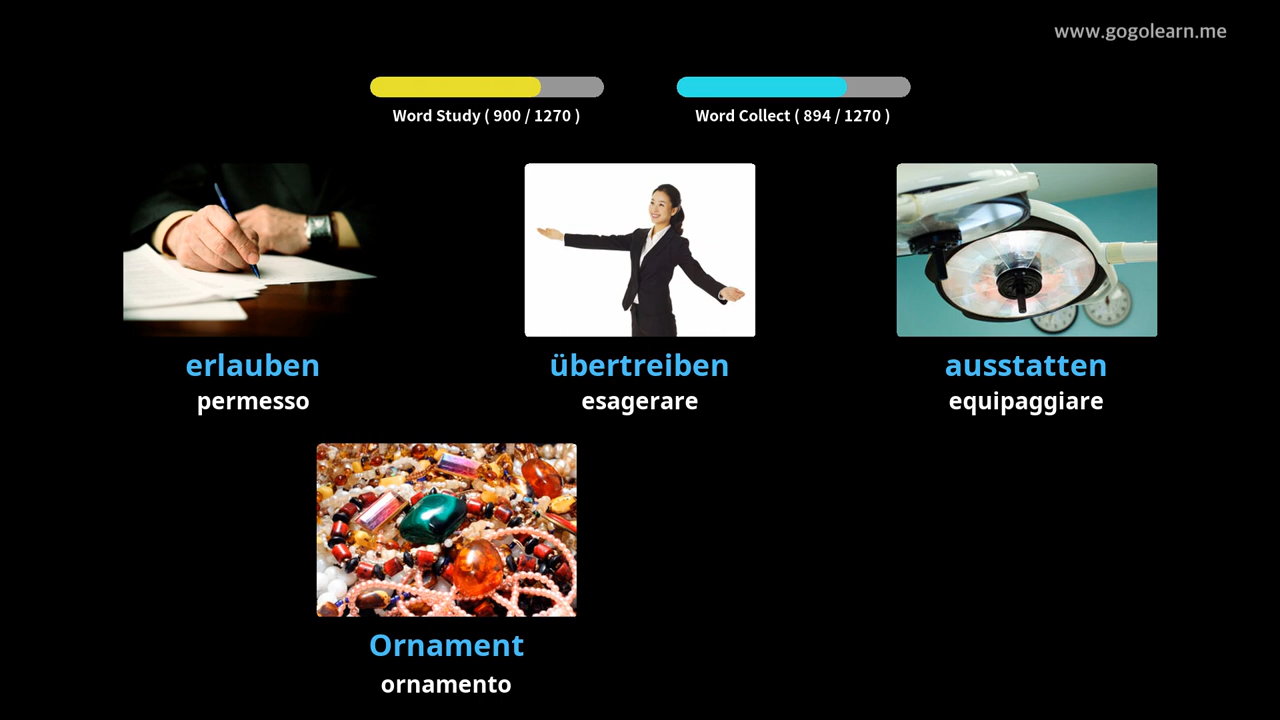 www.gogolearn.me
Word Study ( 900 / 1270 )
Word Collect ( 894 / 1270 )
erlauben
permesso
übertreiben
esagerare
ausstatten
equipaggiare
Ornament
ornamento